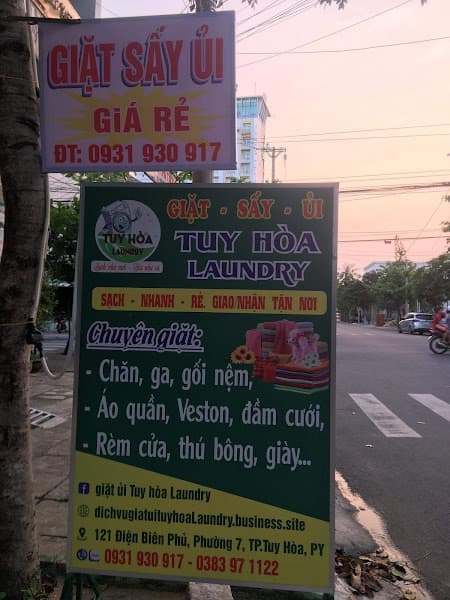 GIẶT SẤY ỦI
GIÁ RẺ
ĐT: 0931 930 917
GIẶT - SẤY - ỦI
TUY HÒA
LAUNDRY
TUY HÒA
LAUNDRY
SẠCH - NHANH - RẺ. GIAO/NHẬN TẬN NƠI
Chuyên giặt:
- Chăn, ga, gối nệm,
- Áo quần, Veston, đầm cưới,
- Rèm cửa, thú bông, giày...
giặt ủi Tuy hòa Laundry
dichvugiatuituyhoaLaundry.business.site
121 Điện Biên Phủ, Phường 7, TP.Tuy Hòa, PY
0931 930 917 - 0383 97 1122